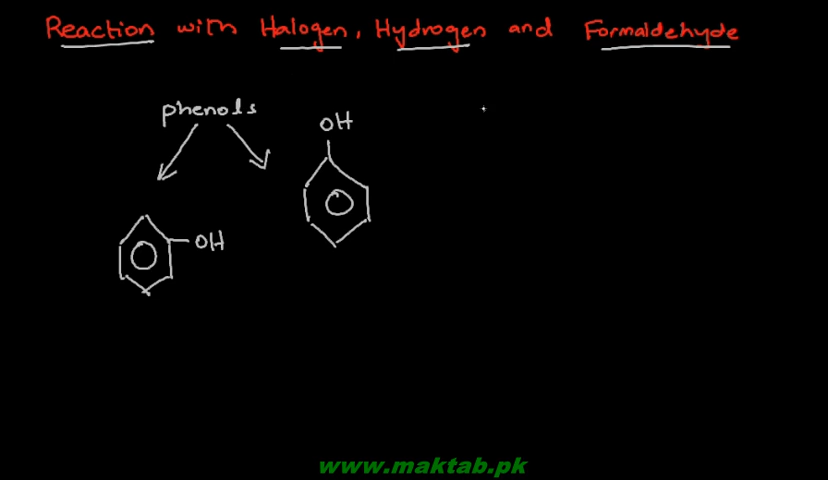 Reaction with Halogen, Hydrogen and Formaldehyde
phenols
OH
OH
www.maktab.pk